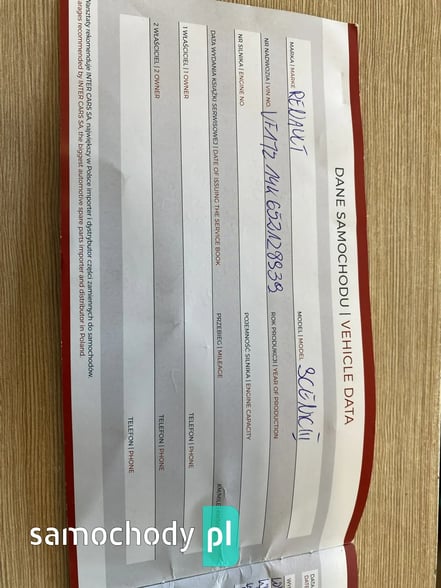 DANE SAMOCHODU | VEHICLE DATA
MARKA | MARKE RENAULT MODEL | MODEL SCENIC II
NR NADWOZIA | VIN NO. ROK PRODUKCJI | YEAR OF PRODUCTION
NR SILNIKA | ENGINE NO POJEMNOŚĆ SILNIKA | ENGINE CAPACITY
DATA WYDANIA KSIĄŻKI SERWISOWEJ | DATE OF ISSUING THE SERVICE BOOK PRZEBIEG | MILEAGE
1 WŁAŚCICIEL | 1 OWNER TELEFON | PHONE
2 WŁAŚCICIEL | 2 OWNER TELEFON | PHONE
TELEFON | PHONE
Warsztaty rekomenduje INTER CARS SA, największy w Polsce importer i dystrybutor części zamiennych do samochodów.
arages recommended by INTER CARS SA, the biggest automotive spare parts importer and distributor in Poland.
samochody pl